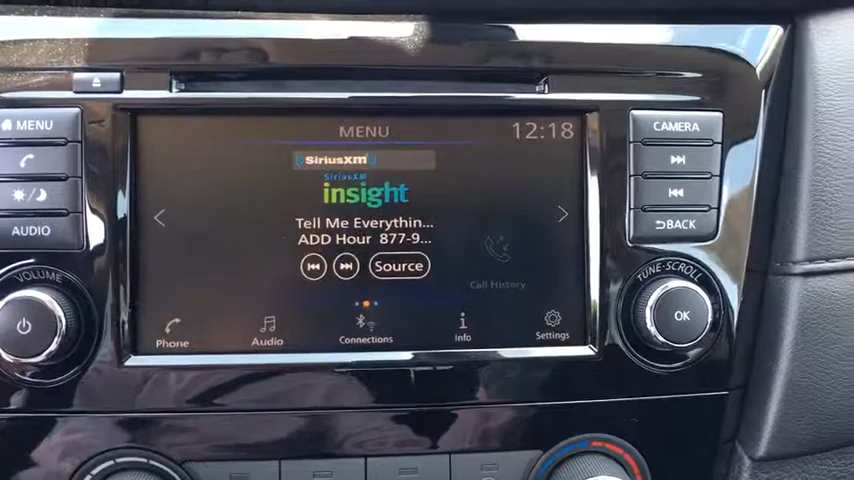 MENU
12:18
CAMERA
MENU
SiriusXM
SiriusXM
insight
AUDIO
BACK
Tell Me Everythin...
ADD Hour 877-9...
Source
VOLUME
TUNE·SCROLL
Call History
OK
Phone
Audio
Connections
Info
Settings